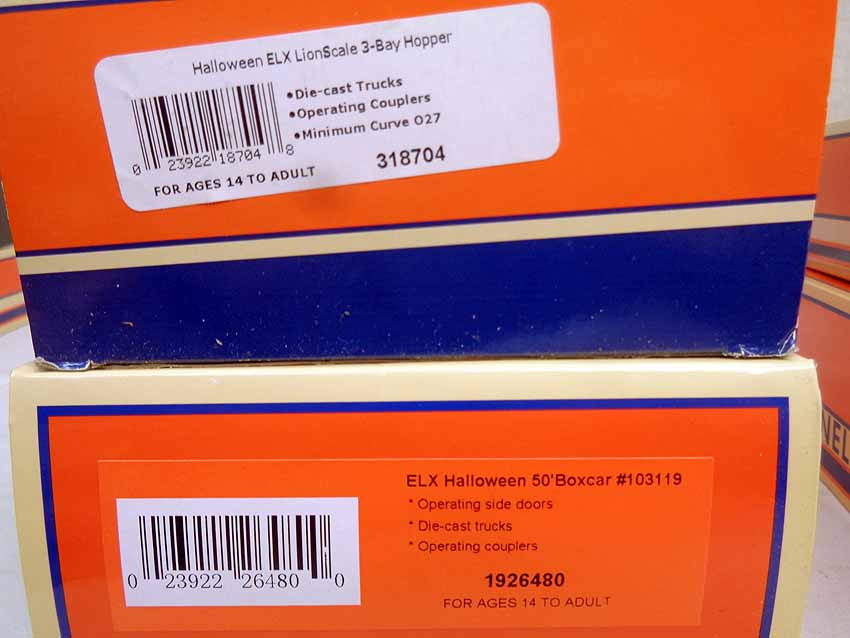 Halloween ELX LionScale 3-Bay Hopper
•Die-cast Trucks
•Operating Couplers
•Minimum Curve O27
0 23922 18704 8
318704
FOR AGES 14 TO ADULT
ELX Halloween 50'Boxcar #103119
* Operating side doors
* Die-cast trucks
* Operating couplers
0 23922 26480 0
1926480
FOR AGES 14 TO ADULT